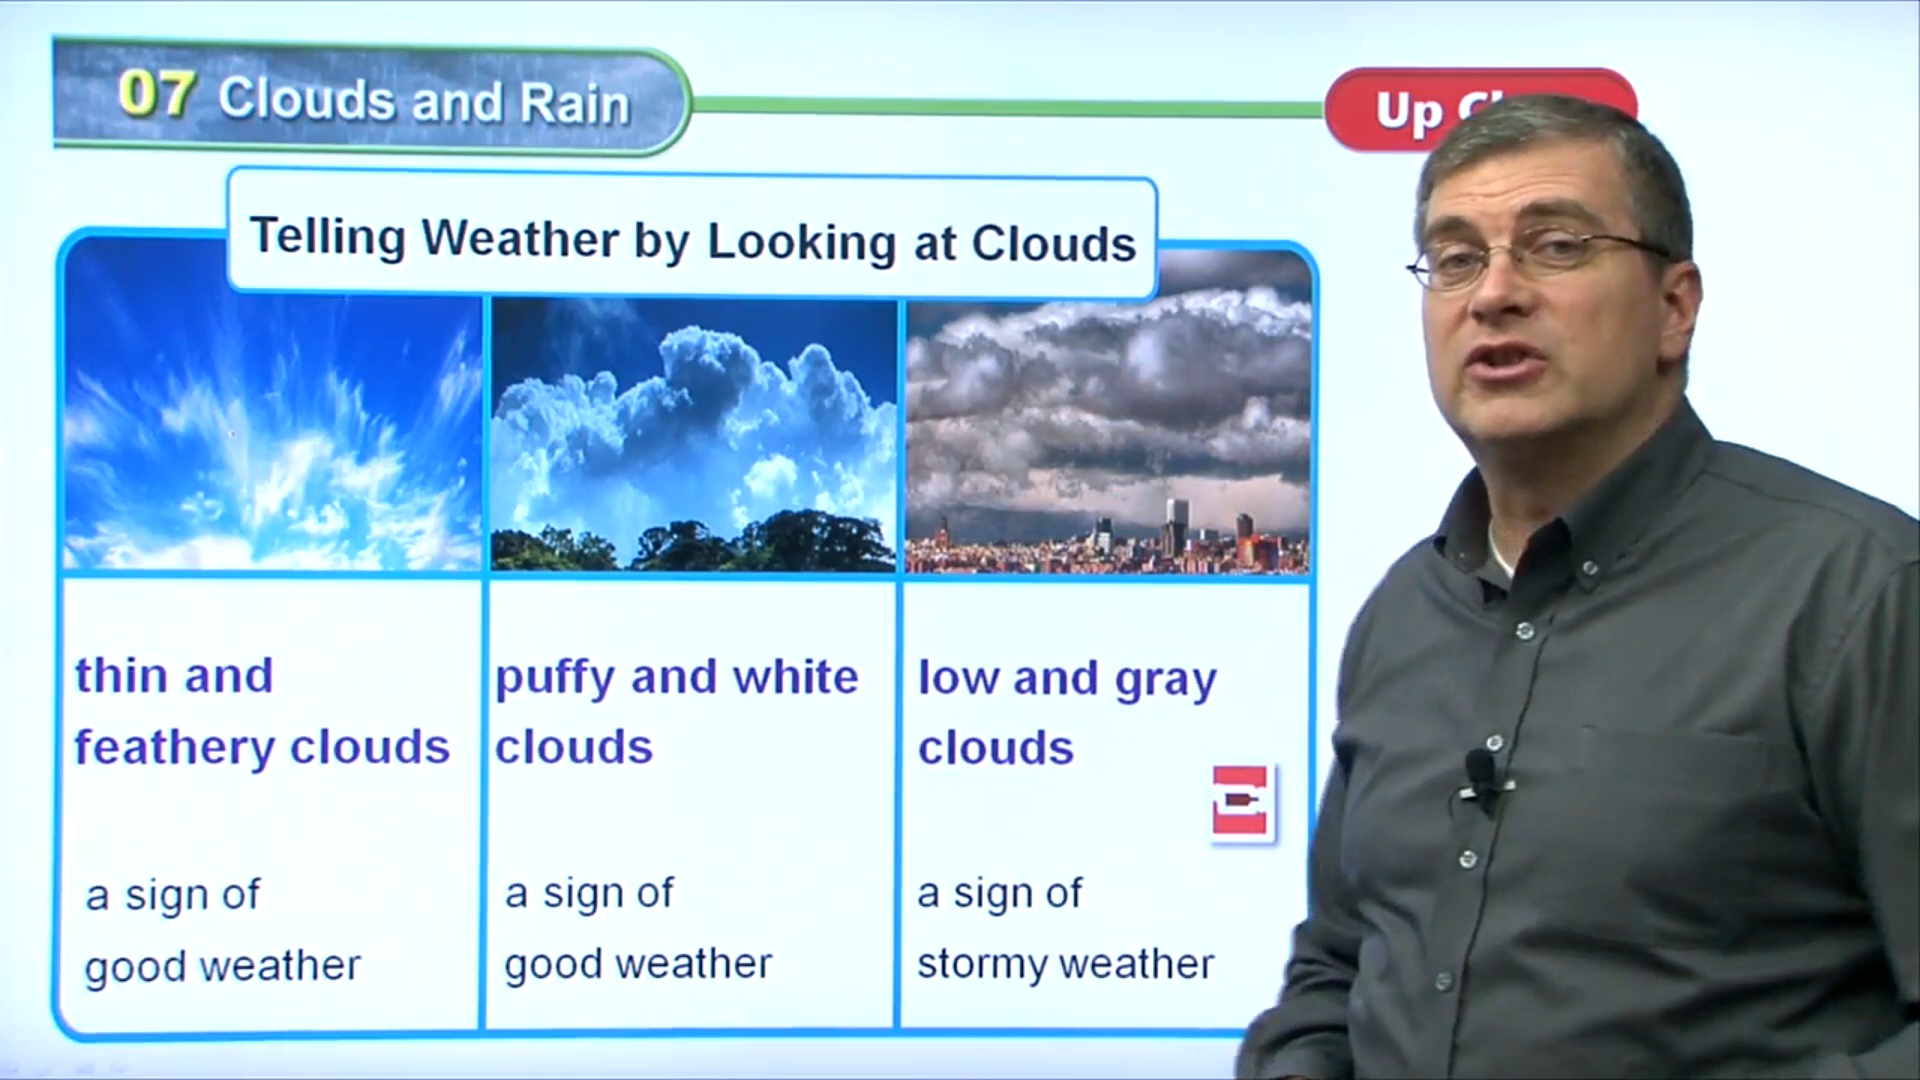 07 Clouds and Rain
Up
Telling Weather by Looking at Clouds
thin and
feathery clouds
puffy and white
clouds
low and gray
clouds
a sign of
good weather
a sign of
good weather
a sign of
stormy weather